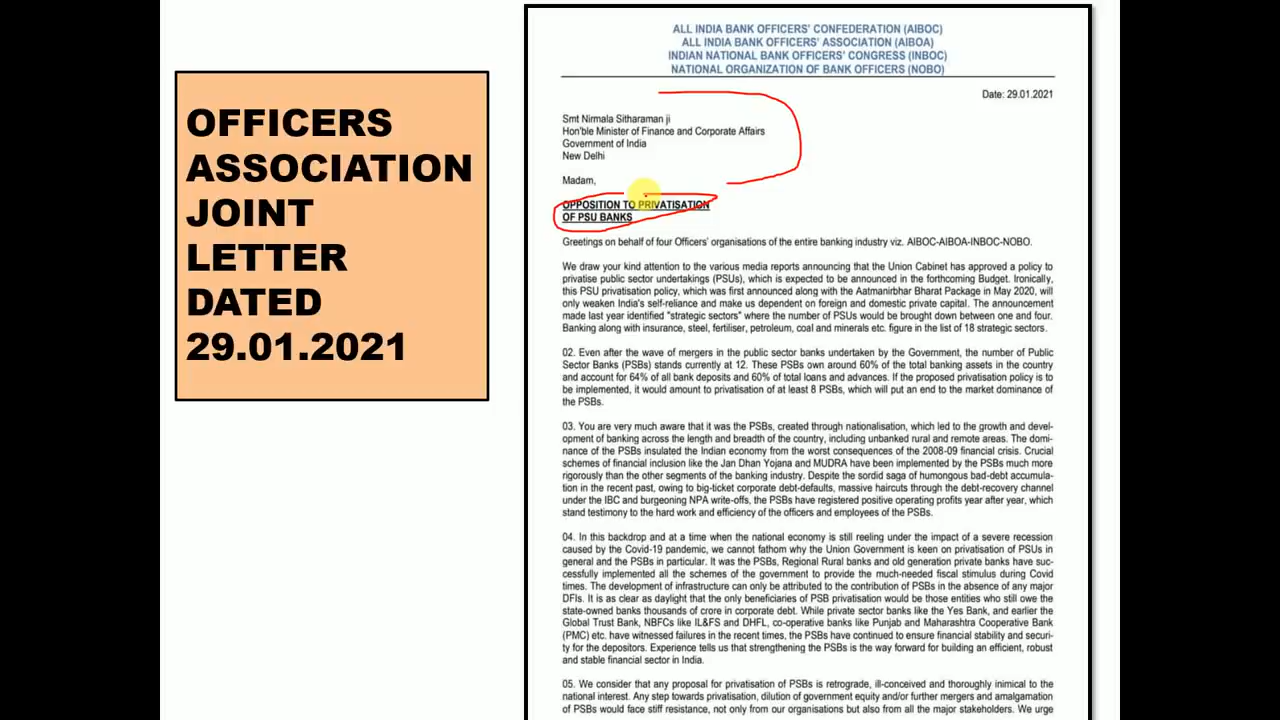 OFFICERS
ASSOCIATION
JOINT
LETTER
DATED
29.01.2021
ALL INDIA BANK OFFICERS' CONFEDERATION (AIBOC)
ALL INDIA BANK OFFICERS' ASSOCIATION (AIBOA)
INDIAN NATIONAL BANK OFFICERS' CONGRESS (INBOC)
NATIONAL ORGANIZATION OF BANK OFFICERS (NOBO)
Date: 29.01.2021
Smt Nirmala Sitharaman ji
Hon'ble Minister of Finance and Corporate Affairs
Government of India
New Delhi
Madam,
OPPOSITION TO PRIVATISATION
OF PSU BANKS
Greetings on behalf of four Officers' organisations of the entire banking industry viz. AIBOC-AIBOA-INBOC-NOBO.
We draw your kind attention to the various media reports announcing that the Union Cabinet has approved a policy to
privatise public sector undertakings (PSUs), which is expected to be announced in the forthcoming Budget. Ironically,
this PSU privatisation policy, which was first announced along with the Aatmanirbhar Bharat Package in May 2020, will
only weaken India's self-reliance and make us dependent on foreign and domestic private capital. The announcement
made last year identified "strategic sectors" where the number of PSUs would be brought down between one and four.
Banking along with insurance, steel, fertiliser, petroleum, coal and minerals etc. figure in the list of 18 strategic sectors.
02. Even after the wave of mergers in the public sector banks undertaken by the Government, the number of Public
Sector Banks (PSBs) stands currently at 12. These PSBs own around 60% of the total banking assets in the country
and account for 64% of all bank deposits and 60% of total loans and advances. If the proposed privatisation policy is to
be implemented, it would amount to privatisation of at least 8 PSBs, which will put an end to the market dominance of
the PSBs.
03. You are very much aware that it was the PSBs, created through nationalisation, which led to the growth and devel-
opment of banking across the length and breadth of the country, including unbanked rural and remote areas. The domi-
nance of the PSBs insulated the Indian economy from the worst consequences of the 2008-09 financial crisis. Crucial
schemes of financial inclusion like the Jan Dhan Yojana and MUDRA have been implemented by the PSBs much more
rigorously than the other segments of the banking industry. Despite the sordid saga of humongous bad-debt accumula-
tion in the recent past, owing to big-ticket corporate debt-defaults, massive haircuts through the debt-recovery channel
under the IBC and burgeoning NPA write-offs, the PSBs have registered positive operating profits year after year, which
stand testimony to the hard work and efficiency of the officers and employees of the PSBs.
04. In this backdrop and at a time when the national economy is still reeling under the impact of a severe recession
caused by the Covid-19 pandemic, we cannot fathom why the Union Government is keen on privatisation of PSUs in
general and the PSBs in particular. It was the PSBs, Regional Rural banks and old generation private banks have suc-
cessfully implemented all the schemes of the government to provide the much-needed fiscal stimulus during Covid
times. The development of infrastructure can only be attributed to the contribution of PSBs in the absence of any major
DFIs. It is as clear as daylight that the only beneficiaries of PSB privatisation would be those entities who still owe the
state-owned banks thousands of crore in corporate debt. While private sector banks like the Yes Bank, and earlier the
Global Trust Bank, NBFCs like IL&FS and DHFL, co-operative banks like Punjab and Maharashtra Cooperative Bank
(PMC) etc. have witnessed failures in the recent times, the PSBs have continued to ensure financial stability and securi-
ty for the depositors. Experience tells us that strengthening the PSBs is the way forward for building an efficient, robust
and stable financial sector in India.
05. We consider that any proposal for privatisation of PSBs is retrograde, ill-conceived and thoroughly inimical to the
national interest. Any step towards privatisation, dilution of government equity and/or further mergers and amalgamation
of PSBs would face stiff resistance, not only from our organisations but also from all the major stakeholders. We urge